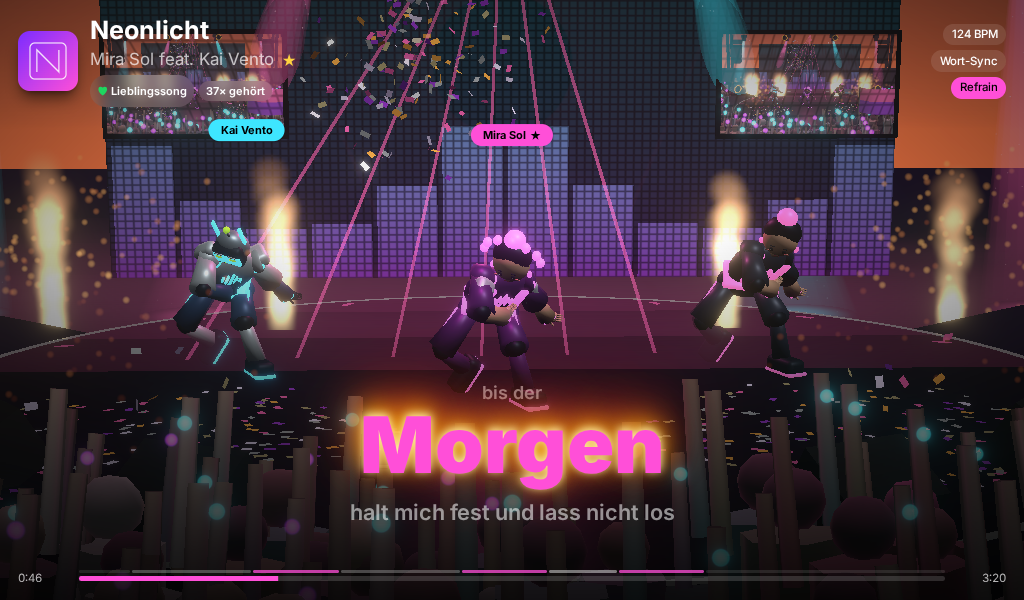 Neonlicht
Mira Sol feat. Kai Vento ★
Lieblingssong
37× gehört
124 BPM
Wort-Sync
Refrain
Kai Vento
Mira Sol ★
bis der
Morgen
halt mich fest und lass nicht los
0:46
3:20